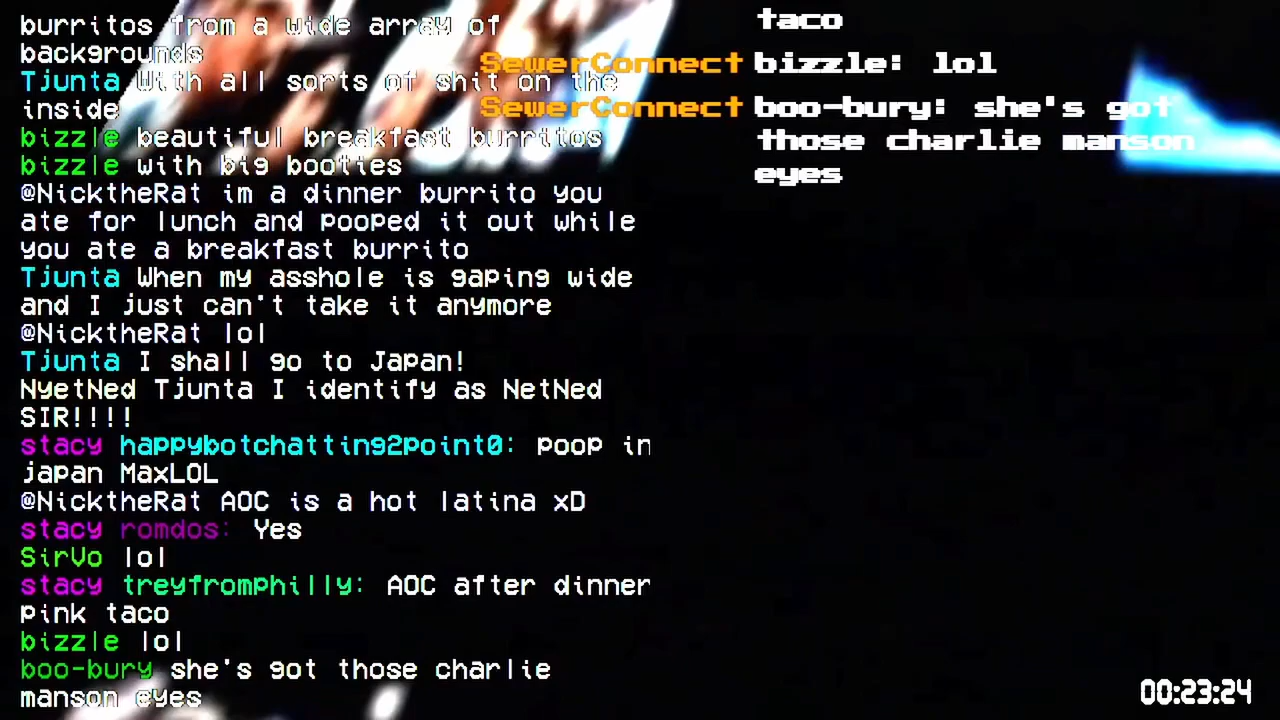 burritos from a wide array of
backgrounds
Tjunta With all sorts of shit on the
inside
bizzle beautiful breakfast burritos
bizzle with big booties
@NicktheRat im a dinner burrito you
ate for lunch and pooped it out while
you ate a breakfast burrito
Tjunta When my asshole is gaping wide
and I just can't take it anymore
@NicktheRat lol
Tjunta I shall go to Japan!
NyetNed Tjunta I identify as NetNed
SIR!!!!
stacy happybotchatting2point0: poop in
japan MaxLOL
@NicktheRat AOC is a hot latina xD
stacy romdos: Yes
SirVo lol
stacy treyfromphilly: AOC after dinner
pink taco
bizzle lol
boo-bury she's got those charlie
manson eyes
taco
SewerConnect bizzle: lol
SewerConnect boo-bury: she's got
those charlie manson
eyes
00:23:24